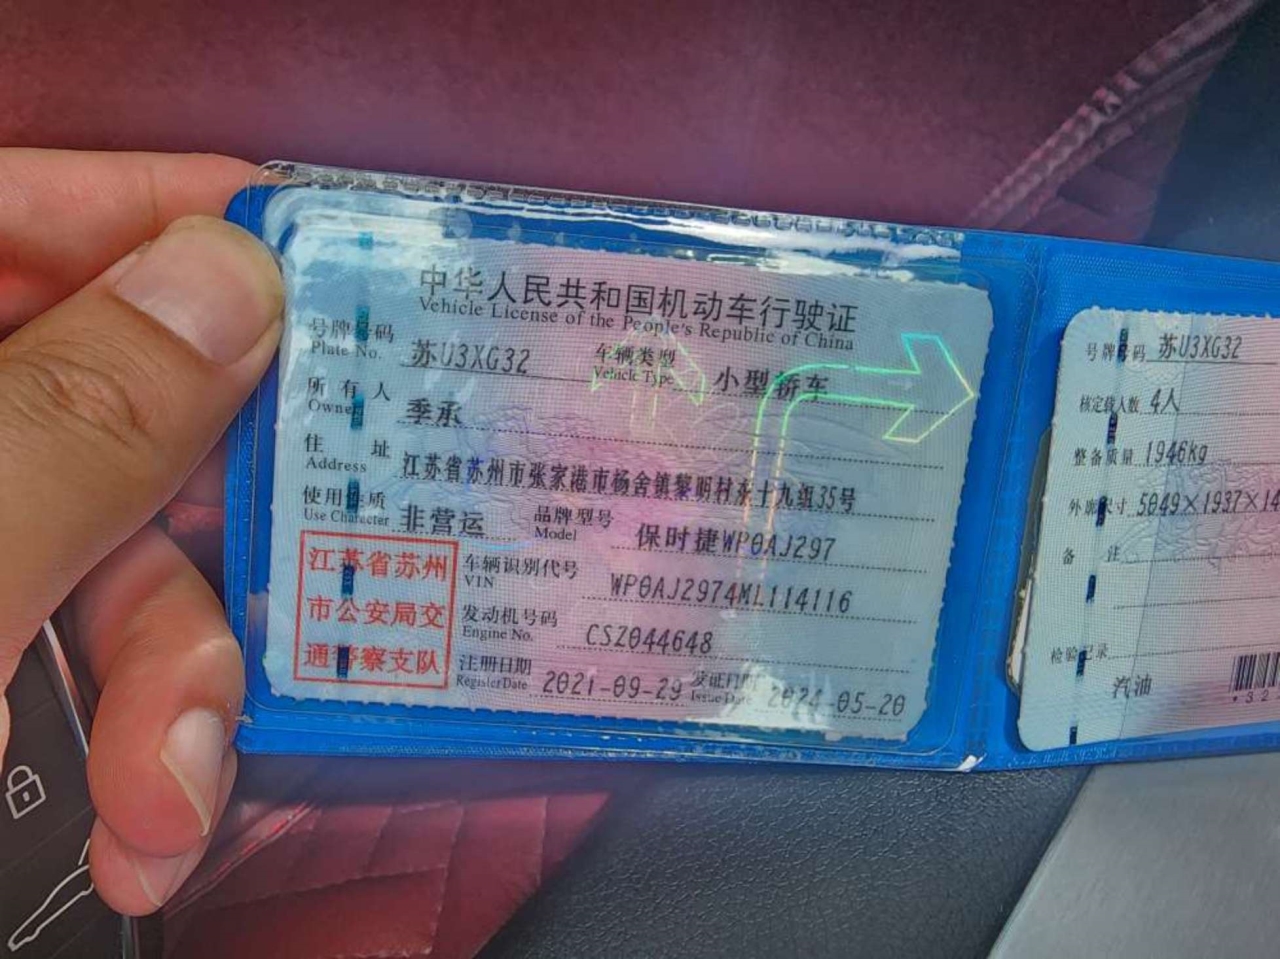 中华人民共和国机动车行驶证
Vehicle License of the People's Republic of China
号牌号码 苏U3XG32 车辆类型 小型轿车
Plate No. Vehicle Type
所有人 季承
Owner
住址 江苏省苏州市张家港市杨舍镇黎明村东十九组35号
Address
使用性质 非营运 品牌型号 保时捷WP0AJ297
Use Character Model
江苏省苏州
市公安局交
通警察支队
车辆识别代号 WP0AJ2974ML114116
VIN
发动机号码 CSZ044648
Engine No.
注册日期 2021-09-29 发证日期 2024-05-20
Register Date Issue Date
号牌号码 苏U3XG32
核定载人数 4人
整备质量 1946kg
外廓尺寸 5049×1937×14
备注
检验记录
汽油
*32